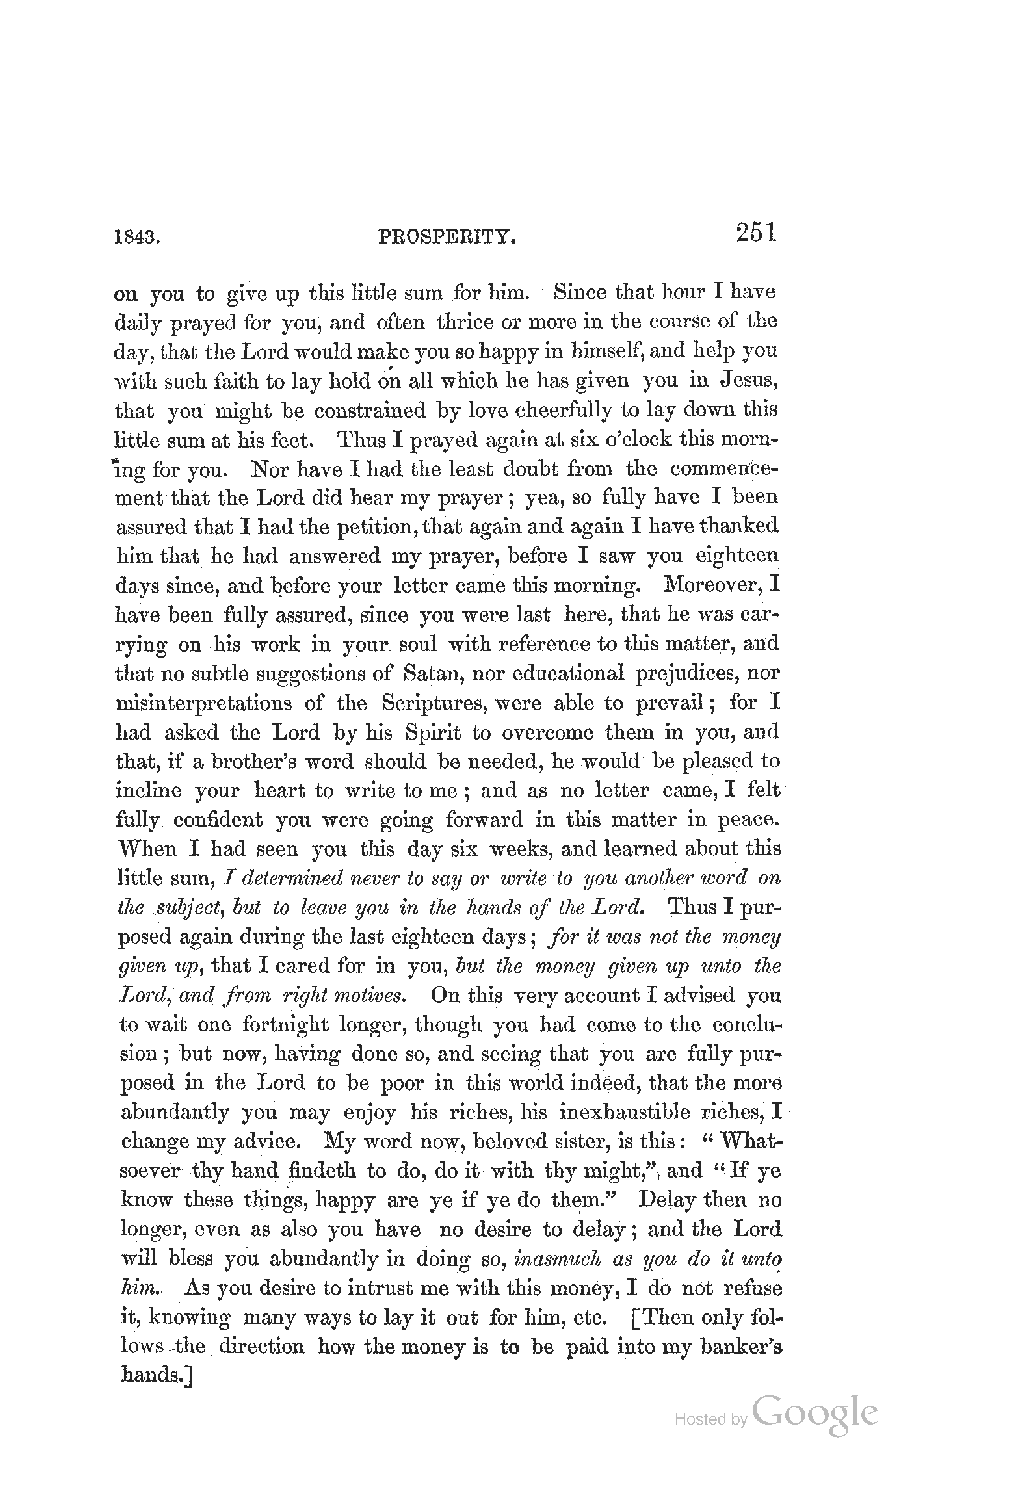 1843. PROSPERITY. 251
on you to give up this little sum for him. Since that hour I have
daily prayed for you, and often thrice or more in the course of the
day, that the Lord would make you so happy in himself, and help you
with such faith to lay hold on all which he has given you in Jesus,
that you might be constrained by love cheerfully to lay down this
little sum at his feet. Thus I prayed again at six o'clock this morn-
ing for you. Nor have I had the least doubt from the commence-
ment that the Lord did hear my prayer; yea, so fully have I been
assured that I had the petition, that again and again I have thanked
him that he had answered my prayer, before I saw you eighteen
days since, and before your letter came this morning. Moreover, I
have been fully assured, since you were last here, that he was car-
rying on his work in your soul with reference to this matter, and
that no subtle suggestions of Satan, nor educational prejudices, nor
misinterpretations of the Scriptures, were able to prevail; for I
had asked the Lord by his Spirit to overcome them in you, and
that, if a brother's word should be needed, he would be pleased to
incline your heart to write to me; and as no letter came, I felt
fully confident you were going forward in this matter in peace.
When I had seen you this day six weeks, and learned about this
little sum, I determined never to say or write to you another word on
the subject, but to leave you in the hands of the Lord. Thus I pur-
posed again during the last eighteen days; for it was not the money
given up, that I cared for in you, but the money given up unto the
Lord, and from right motives. On this very account I advised you
to wait one fortnight longer, though you had come to the conclu-
sion; but now, having done so, and seeing that you are fully pur-
posed in the Lord to be poor in this world indeed, that the more
abundantly you may enjoy his riches, his inexhaustible riches, I
change my advice. My word now, beloved sister, is this: "What-
soever thy hand findeth to do, do it with thy might," and "If ye
know these things, happy are ye if ye do them." Delay then no
longer, even as also you have no desire to delay; and the Lord
will bless you abundantly in doing so, inasmuch as you do it unto
him. As you desire to intrust me with this money, I do not refuse
it, knowing many ways to lay it out for him, etc. [Then only fol-
lows the direction how the money is to be paid into my banker's
hands.]
Hosted by Google